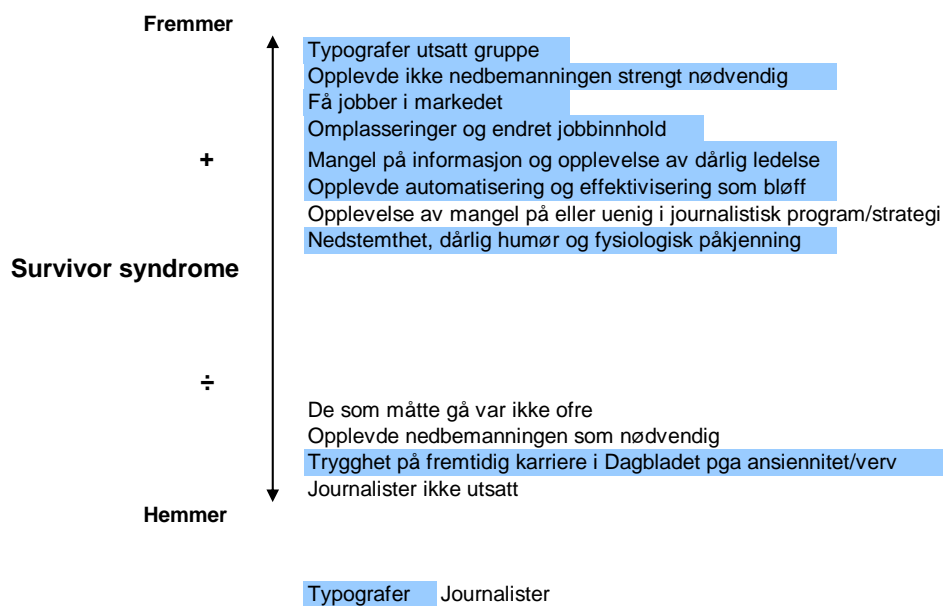 Fremmer
Typografer utsatt gruppe
Opplevde ikke nedbemanningen strengt nødvendig
Få jobber i markedet
Omplasseringer og endret jobbinnhold
+
Mangel på informasjon og opplevelse av dårlig ledelse
Opplevde automatisering og effektivisering som bløff
Opplevelse av mangel på eller uenig i journalistisk program/strategi
Nedstemthet, dårlig humør og fysiologisk påkjenning
Survivor syndrome
÷
De som måtte gå var ikke ofre
Opplevde nedbemanningen som nødvendig
Trygghet på fremtidig karriere i Dagbladet pga ansiennitet/verv
Journalister ikke utsatt
Hemmer
Typografer Journalister